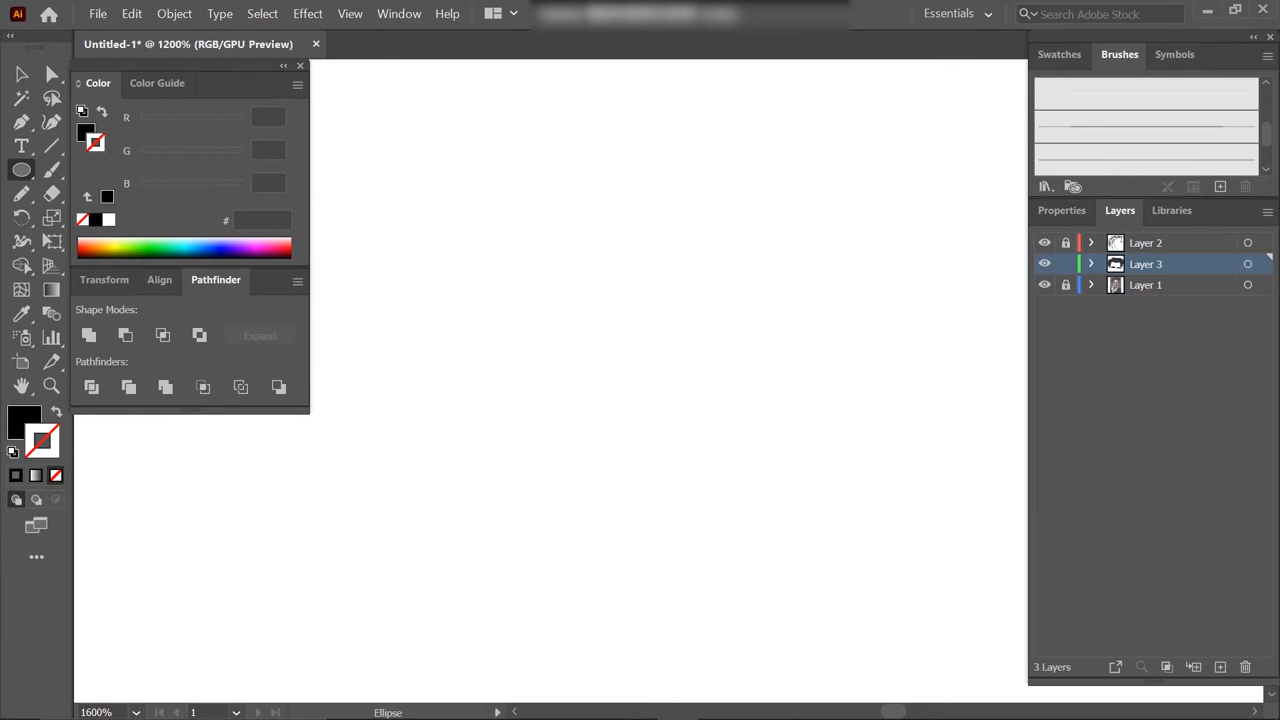 Ai File Edit Object Type Select Effect View Window Help Essentials Search Adobe Stock
Untitled-1* @ 1200% (RGB/GPU Preview)
Color Color Guide
R
G
B
#
Transform Align Pathfinder
Shape Modes:
Expand
Pathfinders:
Swatches Brushes Symbols
Properties Layers Libraries
Layer 2
Layer 3
Layer 1
3 Layers
1600% 1 Ellipse